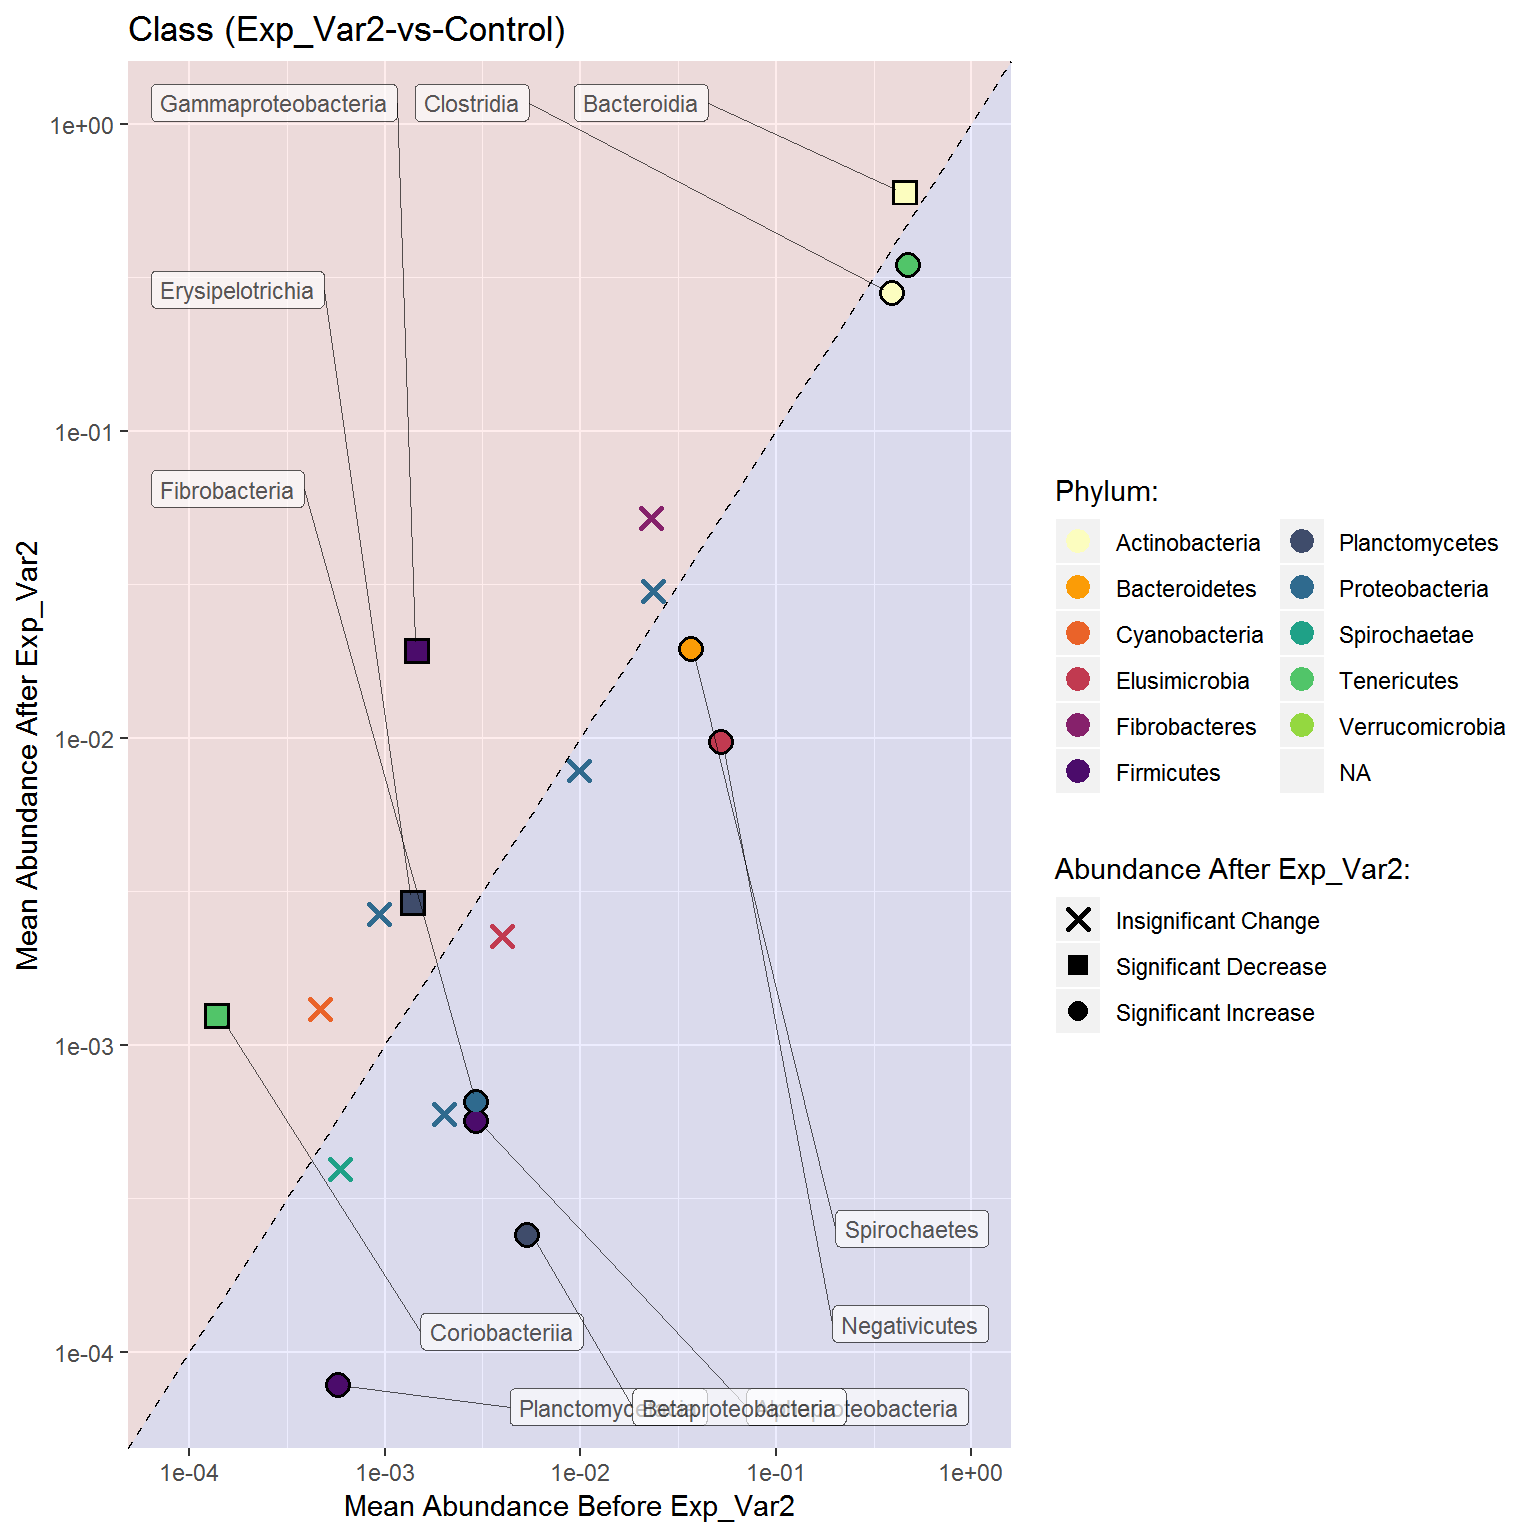 Class (Exp_Var2-vs-Control)
Gammaproteobacteria
Clostridia
Bacteroidia
Erysipelotrichia
Fibrobacteria
Spirochaetes
Negativicutes
Coriobacteriia
Betaproteobacteria
1e+00
1e-01
1e-02
1e-03
1e-04
Mean Abundance After Exp_Var2
1e-04
1e-03
1e-02
1e-01
1e+00
Mean Abundance Before Exp_Var2
Phylum:
Actinobacteria
Bacteroidetes
Cyanobacteria
Elusimicrobia
Fibrobacteres
Firmicutes
Planctomycetes
Proteobacteria
Spirochaetae
Tenericutes
Verrucomicrobia
NA
Abundance After Exp_Var2:
Insignificant Change
Significant Decrease
Significant Increase